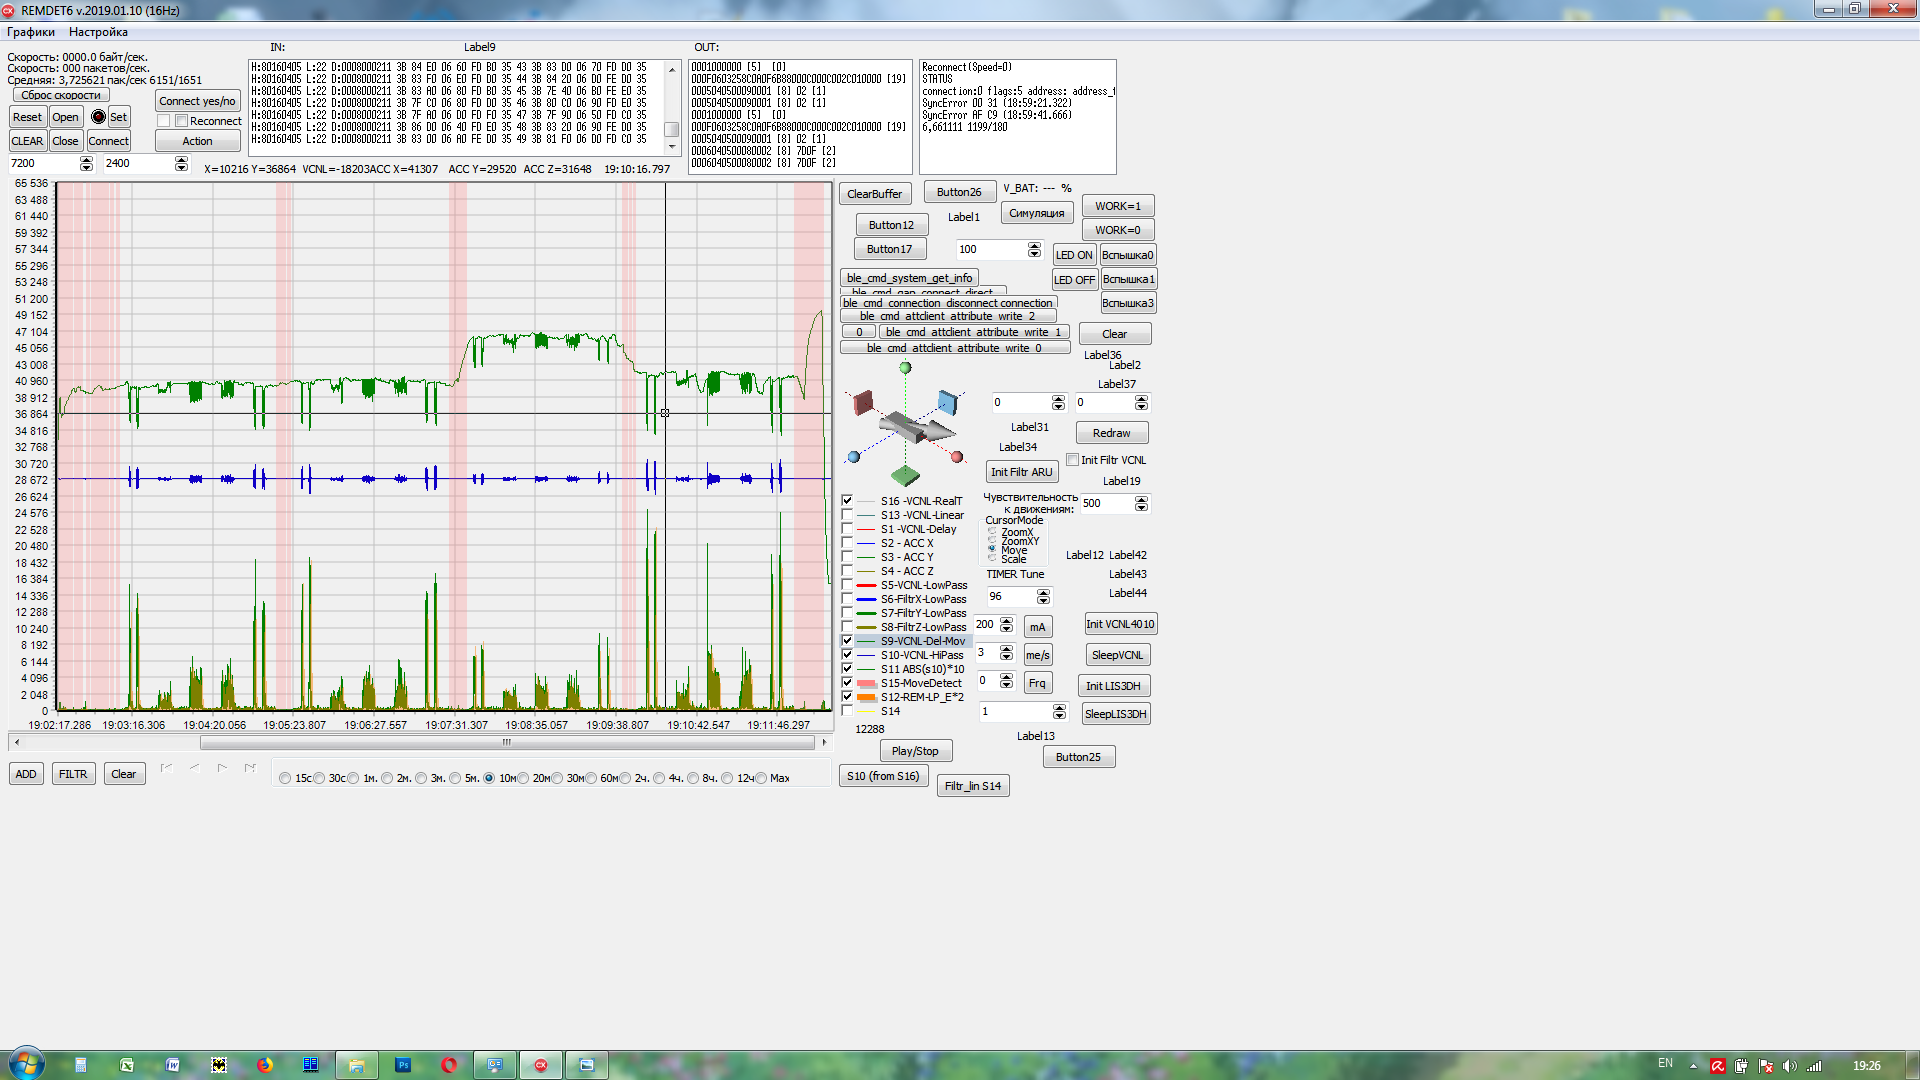 REMDET6 v.2019.01.10 (16Hz)
Графики Настройка
IN: Label9 OUT:
Скорость: 0000.0 байт/сек.
Скорость: 000 пакетов/сек.
Средняя: 3,725621 пак/сек 6151/1651
Сброс скорости
Reset Open Set
CLEAR Close Connect
Connect yes/no
Reconnect
Action
7200 2400
H:80160405 L:22 D:0008000211 3B 84 E0 06 60 FD B0 35 43 3B 83 D0 06 70 FD D0 35
H:80160405 L:22 D:0008000211 3B 83 F0 06 A0 FD D0 35 44 3B 84 20 06 D0 FD D0 35
H:80160405 L:22 D:0008000211 3B 83 A0 06 80 FD D0 35 45 3B 7E 40 06 B0 FE E0 35
H:80160405 L:22 D:0008000211 3B 7F C0 06 80 FD D0 35 46 3B 80 C0 06 90 FD E0 35
H:80160405 L:22 D:0008000211 3B 7F A0 06 D0 FD D0 35 47 3B 83 F0 06 60 FE D0 35
H:80160405 L:22 D:0008000211 3B 86 D0 06 40 FD E0 35 48 3B 83 20 06 90 FE D0 35
H:80160405 L:22 D:0008000211 3B 83 D0 06 A0 FE D0 35 49 3B 81 F0 06 D0 FD C0 35
0001000000 [5] [0]
000F0603258C0A0F6B88000C000C002C010000 [19]
0005040500090001 [8] 02 [1]
0005040500090001 [8] 02 [1]
0001000000 [5] [0]
000F0603258C0A0F6B88000C000C002C010000 [19]
0005040500090001 [8] 02 [1]
0006040500080002 [8] 7D0F [2]
0006040500080002 [8] 7D0F [2]
Reconnect(Speed=0)
STATUS
connection:0 flags:5 address: address_t
SyncError 00 31 (18:59:21.322)
SyncError AF C9 (18:59:41.666)
6,661111 1199/180
X=10216 Y=36864 VCNL=-18203ACC X=41307 ACC Y=29520 ACC Z=31648 19:10:16.797
65 536
63 488
61 440
59 392
57 344
55 296
53 248
51 200
49 152
47 104
45 056
43 008
40 960
38 912
36 864
34 816
32 768
30 720
28 672
26 624
24 576
22 528
20 480
18 432
16 384
14 336
12 288
10 240
8 192
6 144
4 096
2 048
0
19:02:17.286 19:03:16.306 19:04:20.056 19:05:23.807 19:06:27.557 19:07:31.307 19:08:35.057 19:09:38.807 19:10:42.547 19:11:46.297
ADD FILTR Clear
15с 30с 1м. 2м. 3м. 5м. 10м 20м 30м 60м 2ч. 4ч. 8ч. 12ч Max
ClearBuffer Button26 V_BAT: --- %
Label1 Симуляция WORK=1
Button12 WORK=0
Button17 100 LED ON Вспышка0
ble_cmd_system_get_info LED OFF Вспышка1
ble_cmd_gap_connect_direct
ble_cmd_connection_disconnect connection Вспышка3
ble_cmd_attclient_attribute_write_2
0 ble_cmd_attclient_attribute_write_1 Clear
ble_cmd_attclient_attribute_write_0
Label36
Label2
Label37
0 0
Label31 Redraw
Label34
Init Filtr ARU Init Filtr VCNL
Label19
Чувствительность
к движениям: 500
CursorMode
ZoomX
ZoomXY
Move
Scale
Label12 Label42
TIMER Tune Label43
96 Label44
200 mA Init VCNL4010
3 me/s SleepVCNL
0 Frq Init LIS3DH
1 SleepLIS3DH
Label13
Button25
S16 -VCNL-RealT
S13 -VCNL-Linear
S1 -VCNL-Delay
S2 - ACC X
S3 - ACC Y
S4 - ACC Z
S5-VCNL-LowPass
S6-FiltrX-LowPass
S7-FiltrY-LowPass
S8-FiltrZ-LowPass
S9-VCNL-Del-Mov
S10-VCNL-HiPass
S11 ABS(s10)*10
S15-MoveDetect
S12-REM-LP_E*2
S14
12288
Play/Stop
S10 (from S16)
Filtr_lin S14
EN 19:26